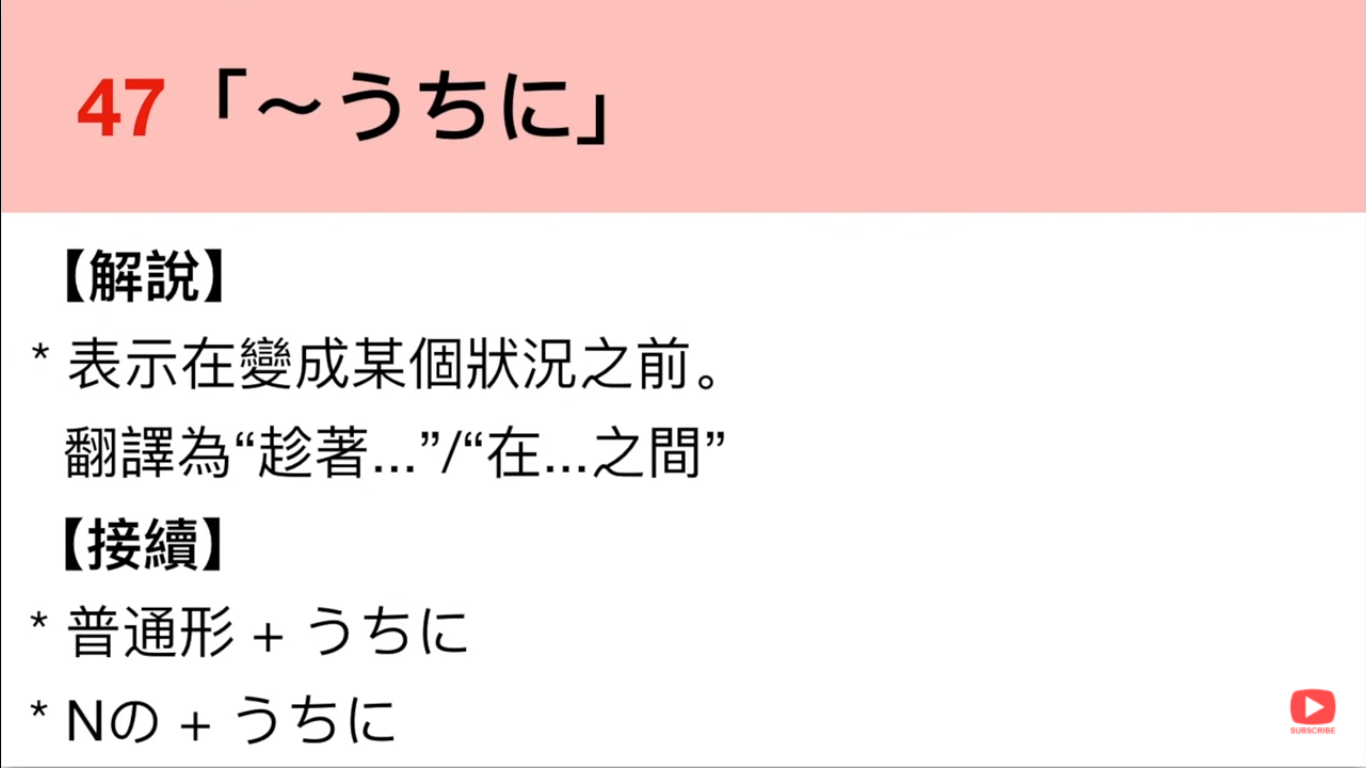 47「～うちに」
【解說】
* 表示在變成某個狀況之前。
翻譯為“趁著...”/“在...之間”
【接續】
* 普通形 + うちに
* Nの + うちに
SUBSCRIBE